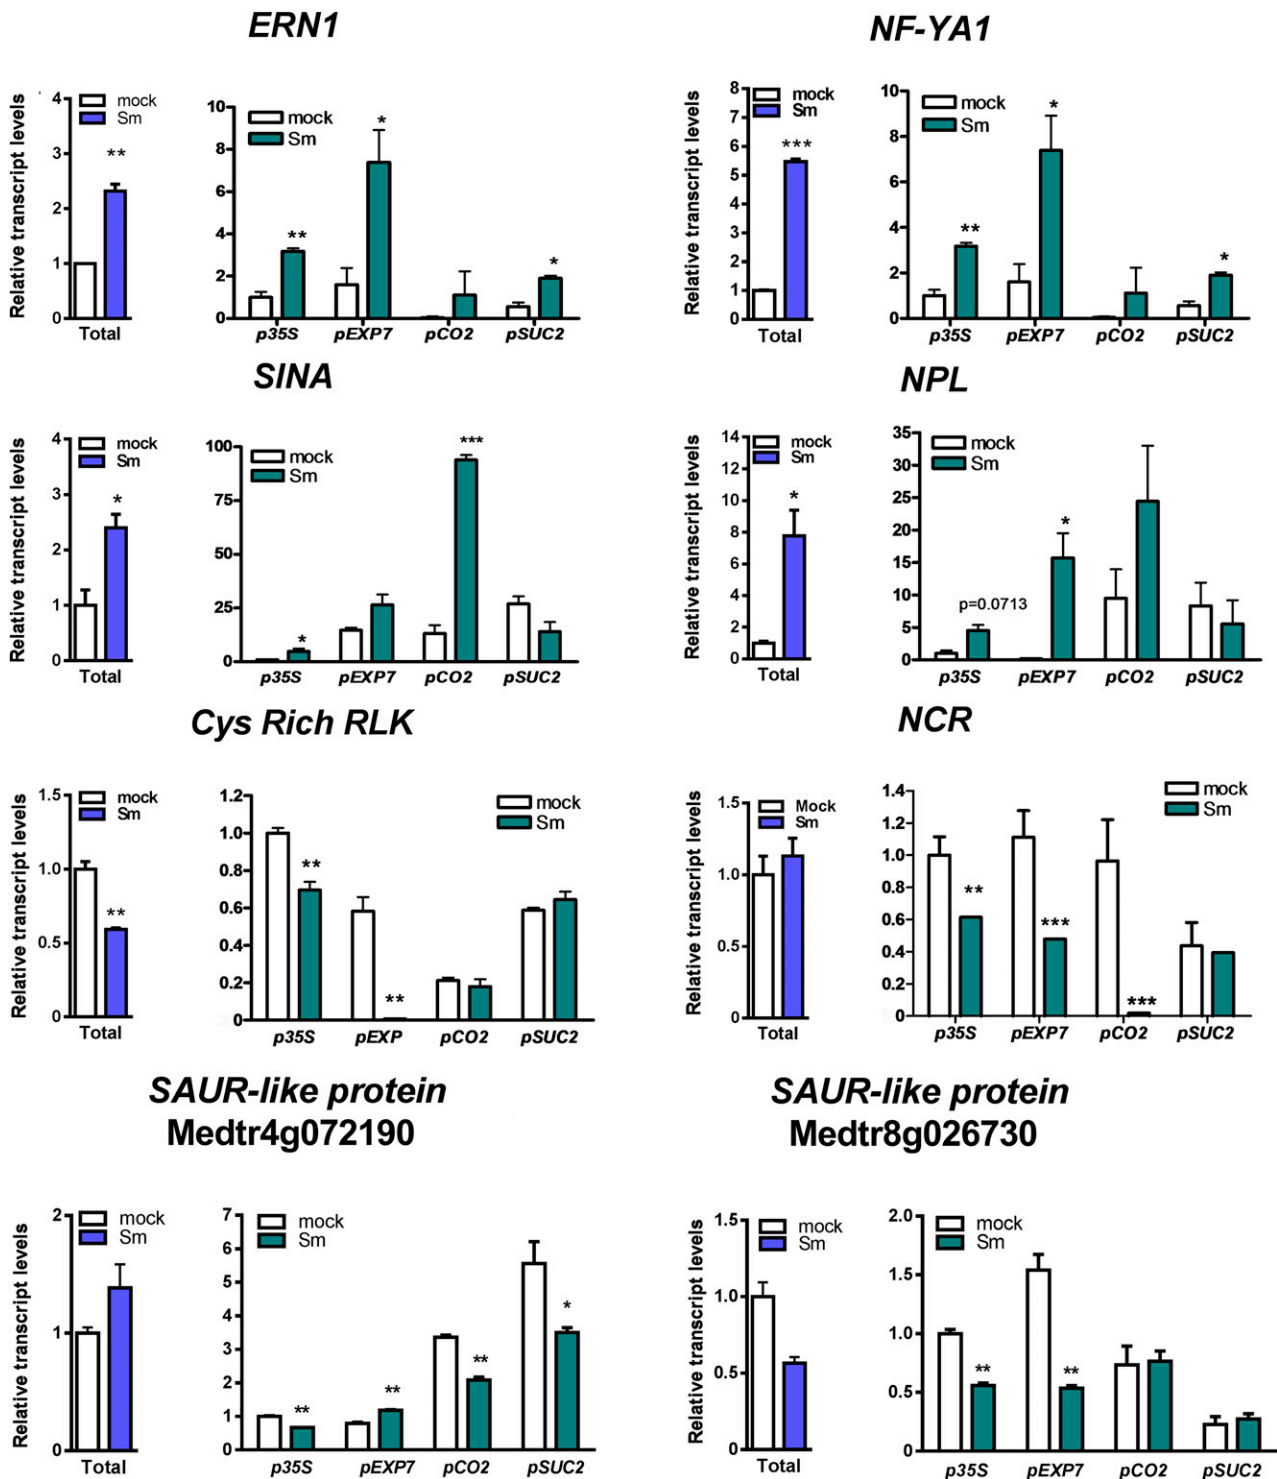 ERN1
Relative transcript levels
4
3
2
1
0
mock
Sm
**
Total
10
8
6
4
2
0
mock
Sm
**
*
*
p35S pEXP7 pCO2 pSUC2
NF-YA1
Relative transcript levels
8
7
6
5
4
3
2
1
0
mock
Sm
***
Total
10
8
6
4
2
0
mock
Sm
**
*
*
p35S pEXP7 pCO2 pSUC2
SINA
Relative transcript levels
4
3
2
1
0
mock
Sm
*
Total
100
75
50
25
0
mock
Sm
*
***
p35S pEXP7 pCO2 pSUC2
NPL
Relative transcript levels
14
12
10
8
6
4
2
0
mock
Sm
*
Total
35
30
25
20
15
10
5
0
mock
Sm
p=0.0713
*
p35S pEXP7 pCO2 pSUC2
Cys Rich RLK
Relative transcript levels
1.5
1.0
0.5
0
mock
Sm
**
Total
1.2
1.0
0.8
0.6
0.4
0.2
0
mock
Sm
**
**
p35S pEXP pCO2 pSUC2
NCR
Relative transcript levels
1.5
1.0
0.5
0
Mock
Sm
Total
1.4
1.2
1.0
0.8
0.6
0.4
0.2
0
mock
Sm
**
***
***
p35S pEXP7 pCO2 pSUC2
SAUR-like protein
Medtr4g072190
Relative transcript levels
2
1
0
mock
Sm
Total
7
6
5
4
3
2
1
0
mock
Sm
**
**
**
*
p35S pEXP7 pCO2 pSUC2
SAUR-like protein
Medtr8g026730
Relative transcript levels
1.5
1.0
0.5
0
mock
Sm
Total
2.0
1.5
1.0
0.5
0
mock
Sm
**
**
p35S pEXP7 pCO2 pSUC2